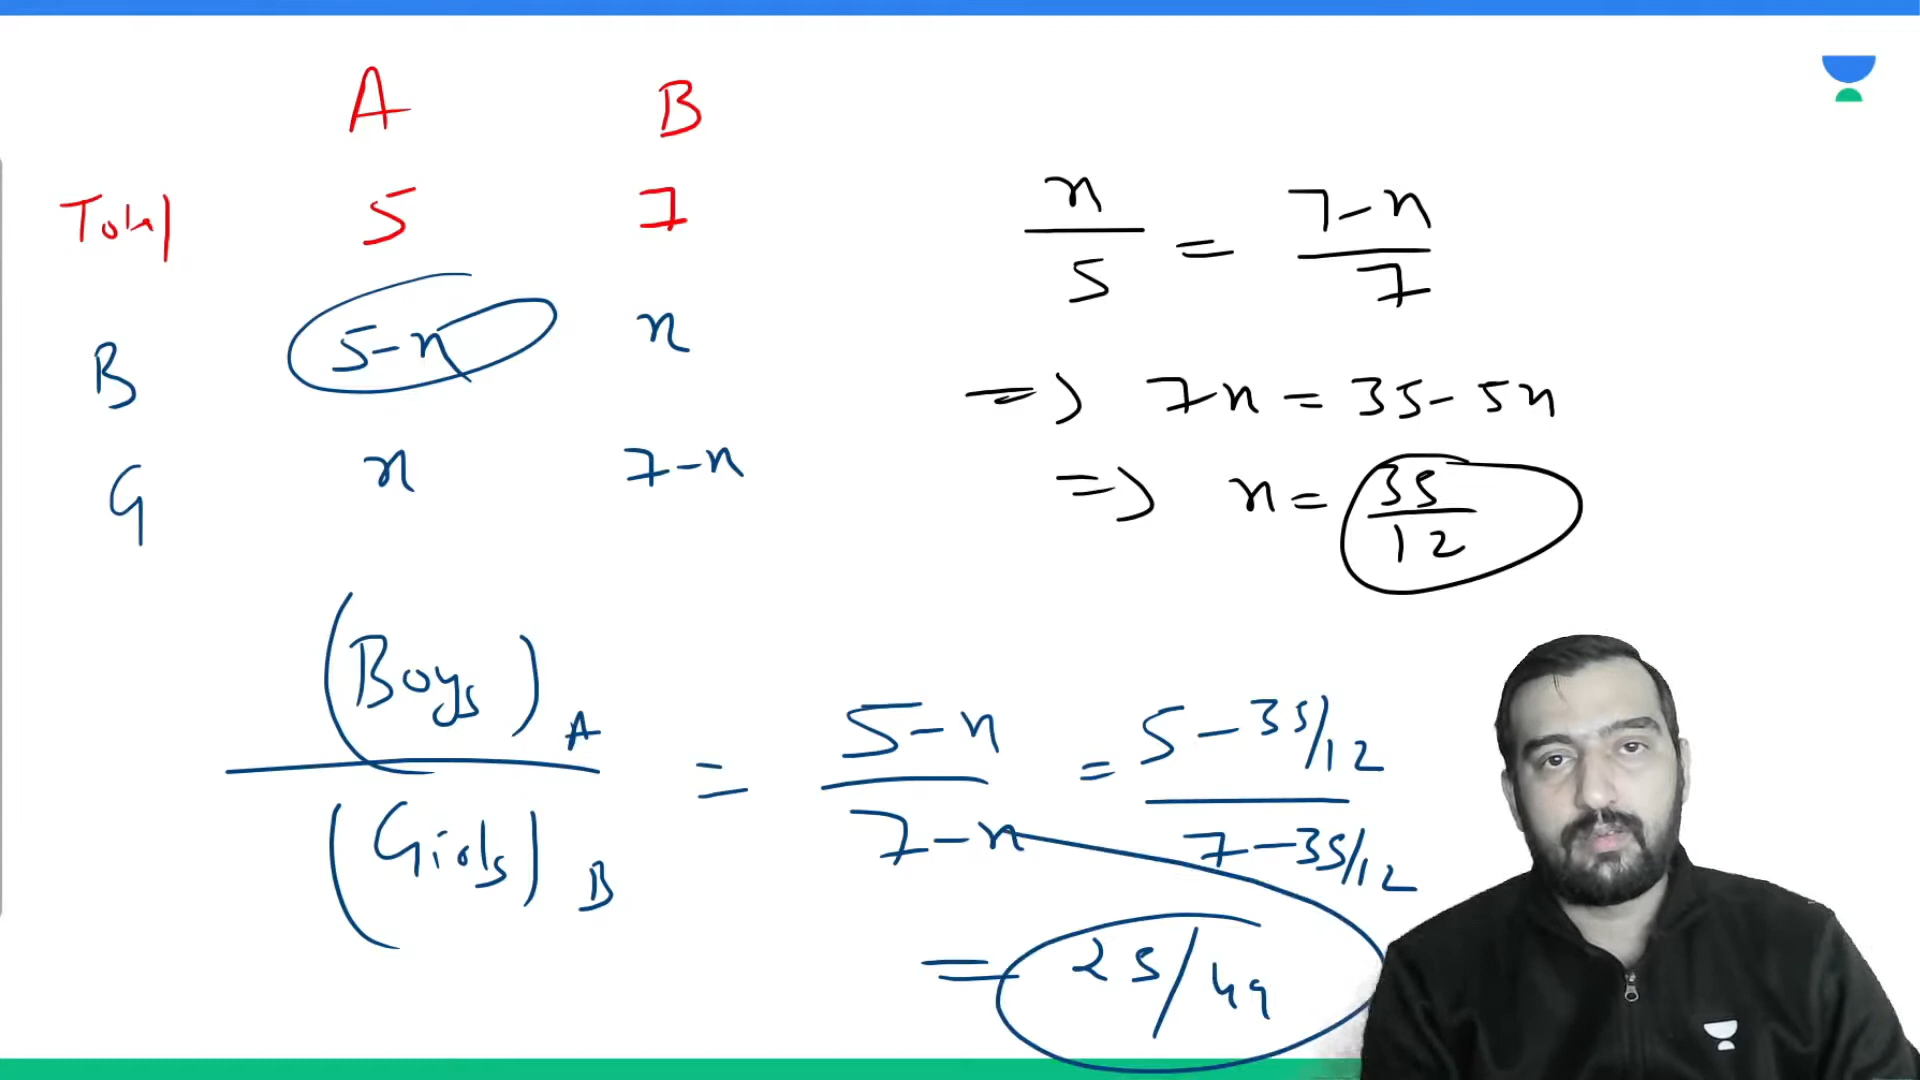 A B
Total 5 7
B 5-n n
G n 7-n
n/5 = 7-n/7
=> 7n = 35-5n
=> n = 35/12
(Boys)A/(Girls)B = 5-n/7-n = 5-35/12/7-35/12
= 25/49